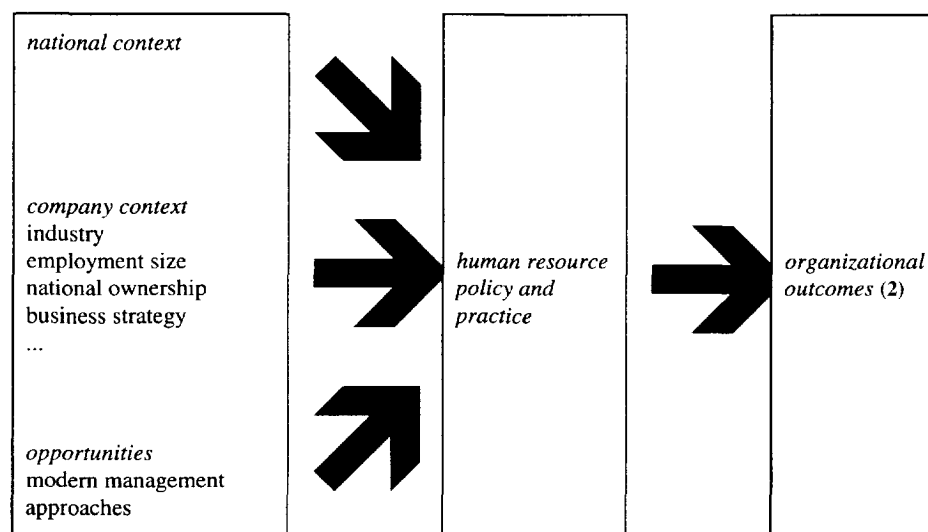 national context
company context
industry
employment size
national ownership
business strategy
...
opportunities
modern management
approaches
human resource
policy and
practice
organizational
outcomes (2)